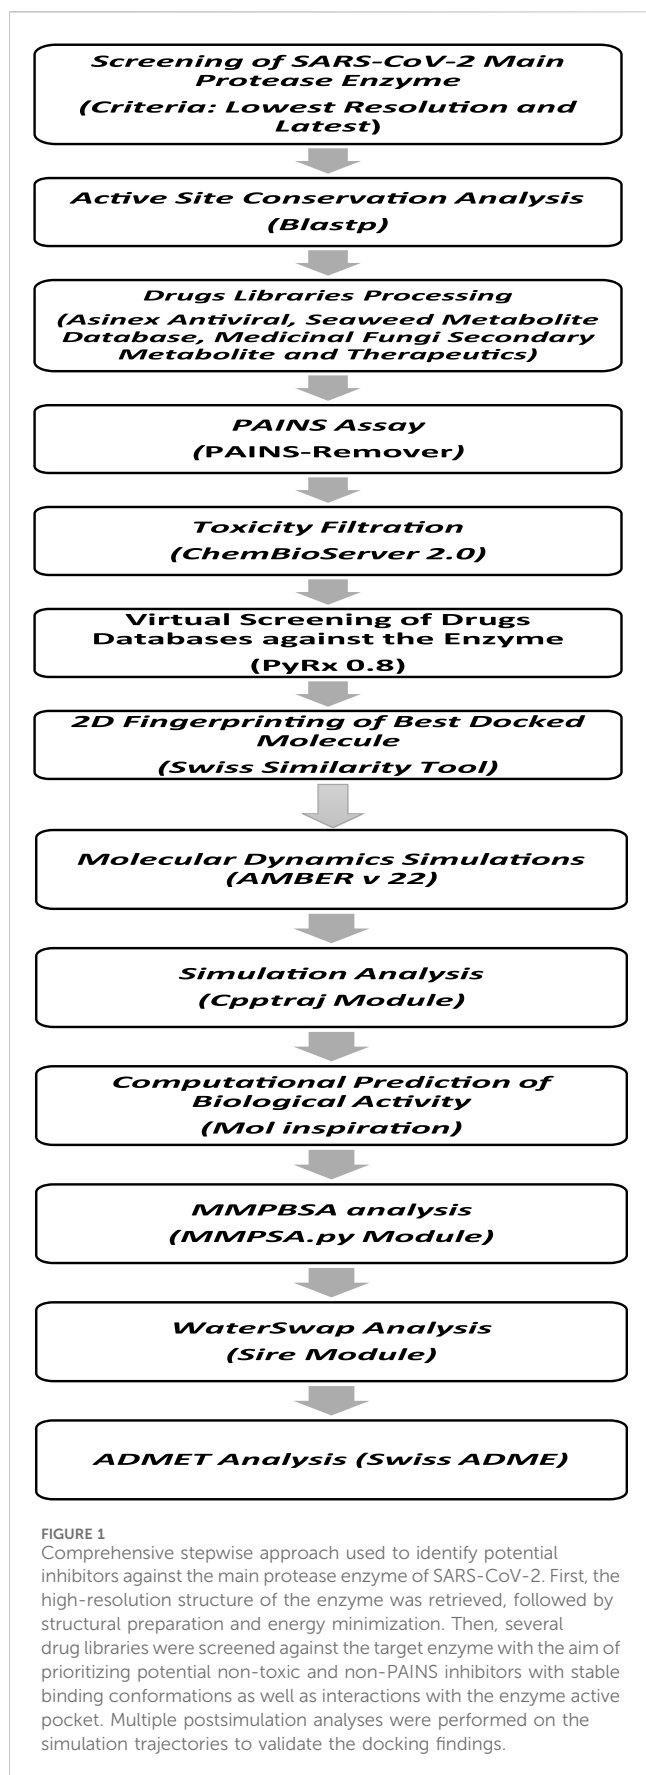 Screening of SARS-CoV-2 Main
Protease Enzyme
(Criteria: Lowest Resolution and
Latest)
Active Site Conservation Analysis
(Blastp)
Drugs Libraries Processing
(Asinex Antiviral, Seaweed Metabolite
Database, Medicinal Fungi Secondary
Metabolite and Therapeutics)
PAINS Assay
(PAINS-Remover)
Toxicity Filtration
(ChemBioServer 2.0)
Virtual Screening of Drugs
Databases against the Enzyme
(PyRx 0.8)
2D Fingerprinting of Best Docked
Molecule
(Swiss Similarity Tool)
Molecular Dynamics Simulations
(AMBER v 22)
Simulation Analysis
(Cpptraj Module)
Computational Prediction of
Biological Activity
(Mol inspiration)
MMPBSA analysis
(MMPSA.py Module)
WaterSwap Analysis
(Sire Module)
ADMET Analysis (Swiss ADME)
FIGURE 1
Comprehensive stepwise approach used to identify potential
inhibitors against the main protease enzyme of SARS-CoV-2. First, the
high-resolution structure of the enzyme was retrieved, followed by
structural preparation and energy minimization. Then, several
drug libraries were screened against the target enzyme with the aim of
prioritizing potential non-toxic and non-PAINS inhibitors with stable
binding conformations as well as interactions with the enzyme active
pocket. Multiple postsimulation analyses were performed on the
simulation trajectories to validate the docking findings.